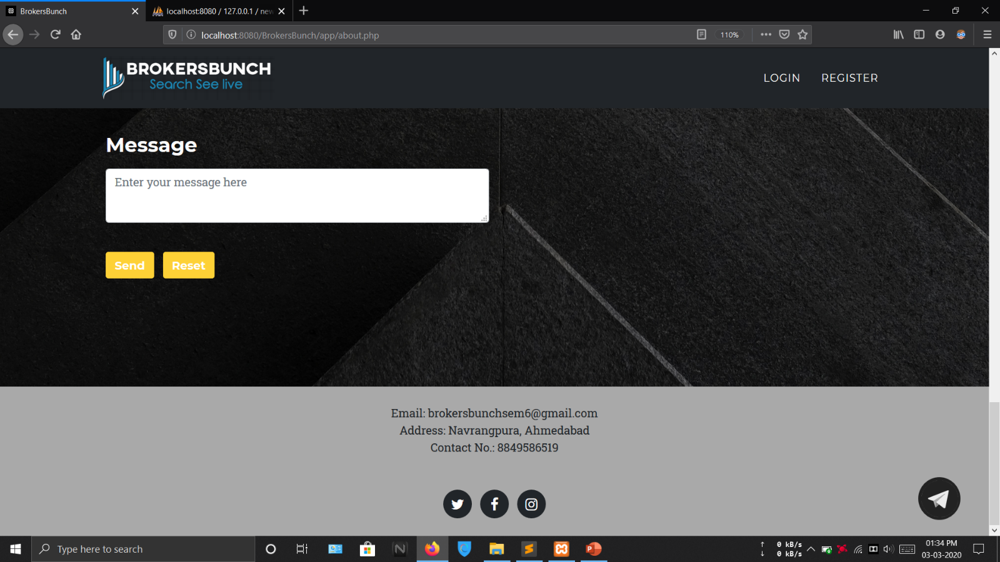 BrokersBunch
localhost:8080 / 127.0.0.1 / new
localhost:8080/BrokersBunch/app/about.php
110%
BROKERSBUNCH
Search See live
LOGIN
REGISTER
Message
Enter your message here
Send
Reset
Email: brokersbunchsem6@gmail.com
Address: Navrangpura, Ahmedabad
Contact No.: 8849586519
Type here to search
0 kB/s
0 kB/s
01:34 PM
03-03-2020